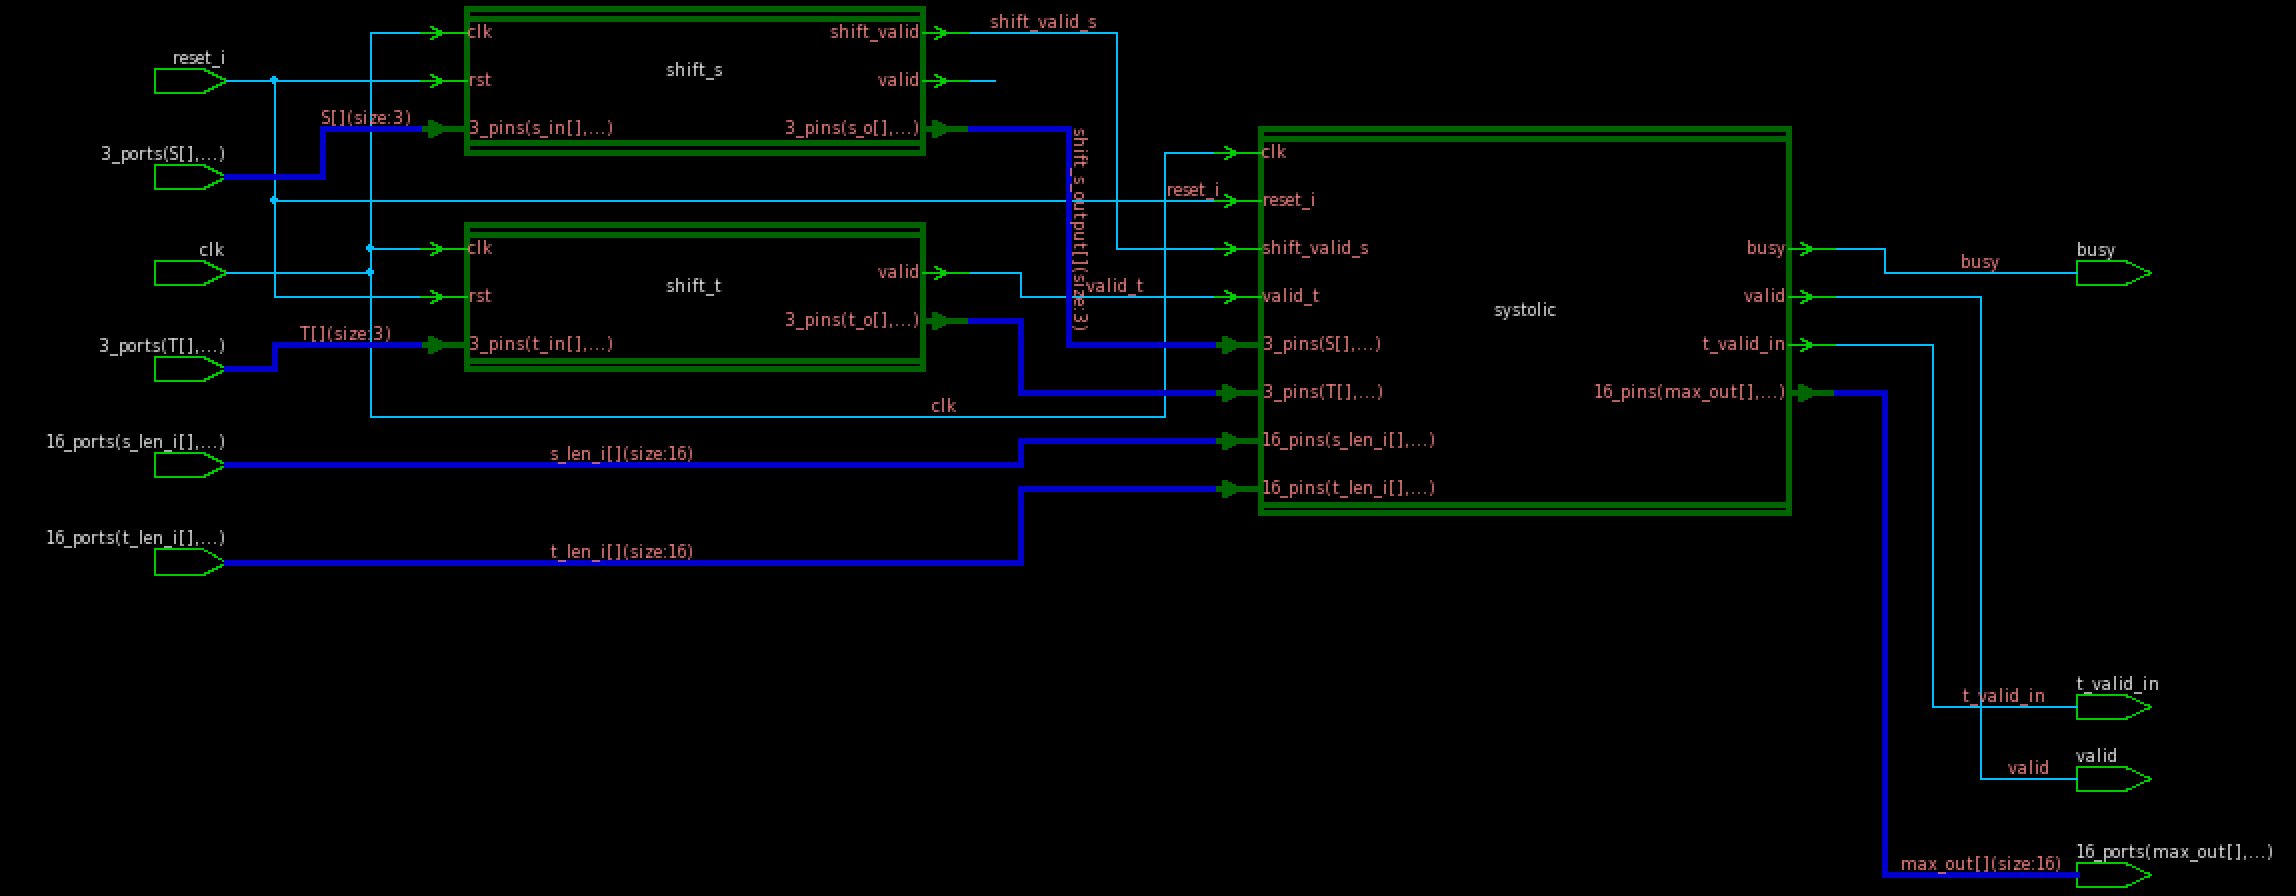 reset_i
3_ports(S[],...)
clk
3_ports(T[],...)
16_ports(s_len_i[],...)
16_ports(t_len_i[],...)
S[](size:3)
T[](size:3)
s_len_i[](size:16)
t_len_i[](size:16)
clk
rst
3_pins(s_in[],...)
shift_s
shift_valid
valid
3_pins(s_o[],...)
clk
rst
3_pins(t_in[],...)
shift_t
valid
3_pins(t_o[],...)
clk
shift_valid_s
shift_s_output[](size:3)
reset_i
valid_t
clk
reset_i
shift_valid_s
valid_t
3_pins(S[],...)
3_pins(T[],...)
16_pins(s_len_i[],...)
16_pins(t_len_i[],...)
systolic
busy
valid
t_valid_in
16_pins(max_out[],...)
busy
busy
t_valid_in
t_valid_in
valid
valid
max_out[](size:16)
16_ports(max_out[],...)